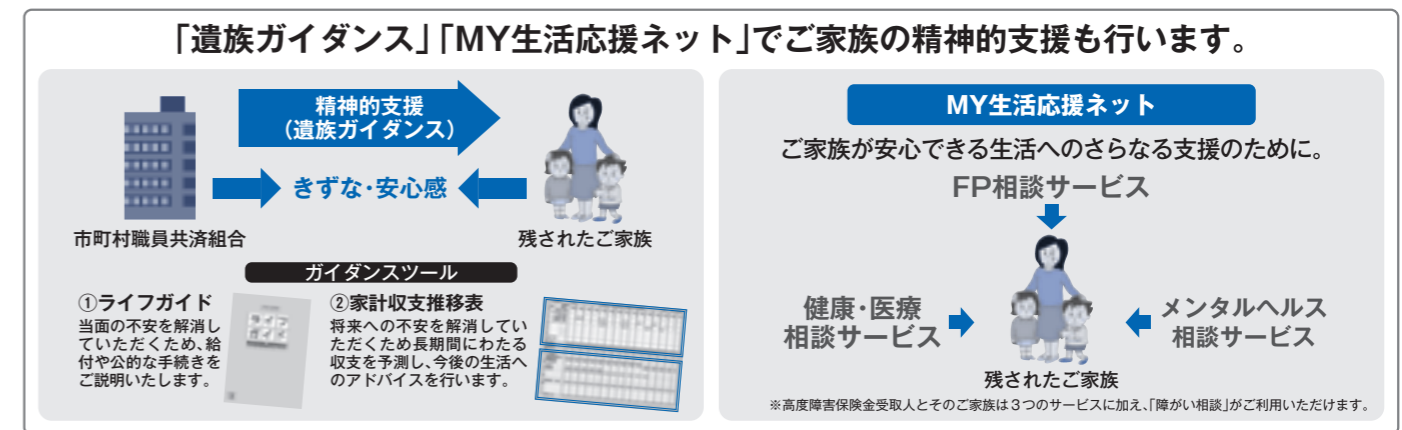 「遺族ガイダンス」「MY生活応援ネット」でご家族の精神的支援も行います。
精神的支援
(遺族ガイダンス)
きずな・安心感
市町村職員共済組合
残されたご家族
ガイダンスツール
①ライフガイド
当面の不安を解消し
ていただくため、給
付や公的な手続きを
ご説明いたします。
②家計収支推移表
将来への不安を解消してい
ただくため長期間にわたる
収支を予測し、今後の生活へ
のアドバイスを行います。
MY生活応援ネット
ご家族が安心できる生活へのさらなる支援のために。
FP相談サービス
健康・医療
相談サービス
メンタルヘルス
相談サービス
残されたご家族
※高度障害保険金受取人とそのご家族は3つのサービスに加え、「障がい相談」がご利用いただけます。